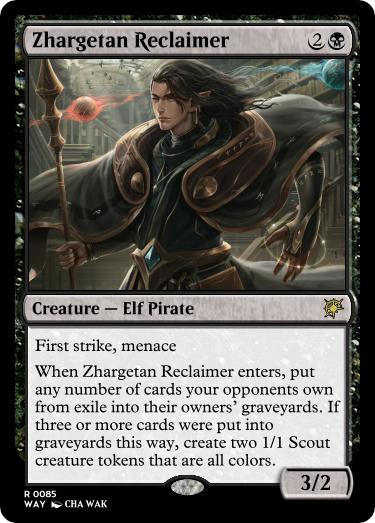 Zhargetan Reclaimer 2
Creature — Elf Pirate
First strike, menace
When Zhargetan Reclaimer enters, put
any number of cards your opponents own
from exile into their owners' graveyards. If
three or more cards were put into
graveyards this way, create two 1/1 Scout
creature tokens that are all colors.
3/2
R 0085
WAY CHA WAK